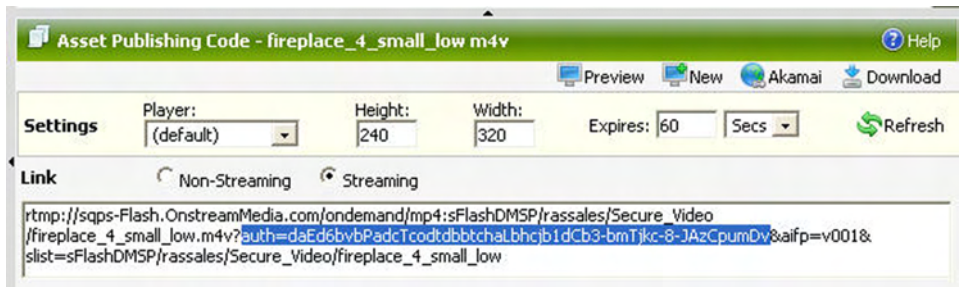 Asset Publishing Code - fireplace_4_small_low m4v
Help
Preview New Akamai Download
Settings
Player:
(default)
Height:
240
Width:
320
Expires: 60 Secs
Refresh
Link Non-Streaming Streaming
rtmp://sqps-Flash.OnstreamMedia.com/ondemand/mp4:sFlashDMSP/rassales/Secure_Video
/fireplace_4_small_low.m4v?auth=daEd6bvbPadcTcodtdbbtchaLbhcjb1dCb3-bmTjkc-8-JAzCpumDv&aifp=v001&
slist=sFlashDMSP/rassales/Secure_Video/fireplace_4_small_low